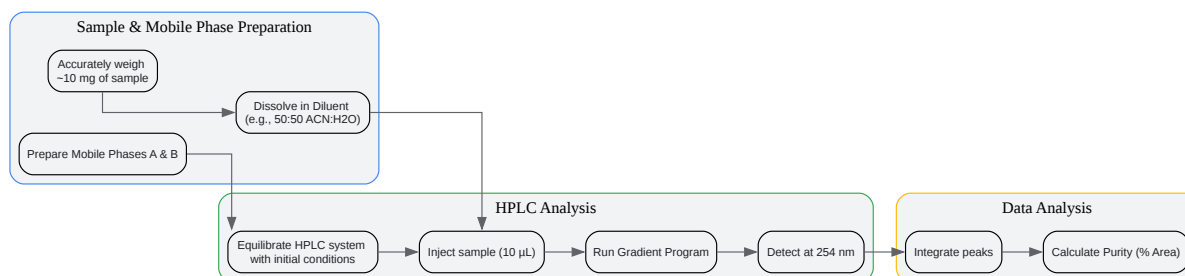 Sample & Mobile Phase Preparation
Accurately weigh
~10 mg of sample
Dissolve in Diluent
(e.g., 50:50 ACN:H2O)
Prepare Mobile Phases A & B
HPLC Analysis
Equilibrate HPLC system
with initial conditions
Inject sample (10 µL)
Run Gradient Program
Detect at 254 nm
Data Analysis
Integrate peaks
Calculate Purity (% Area)